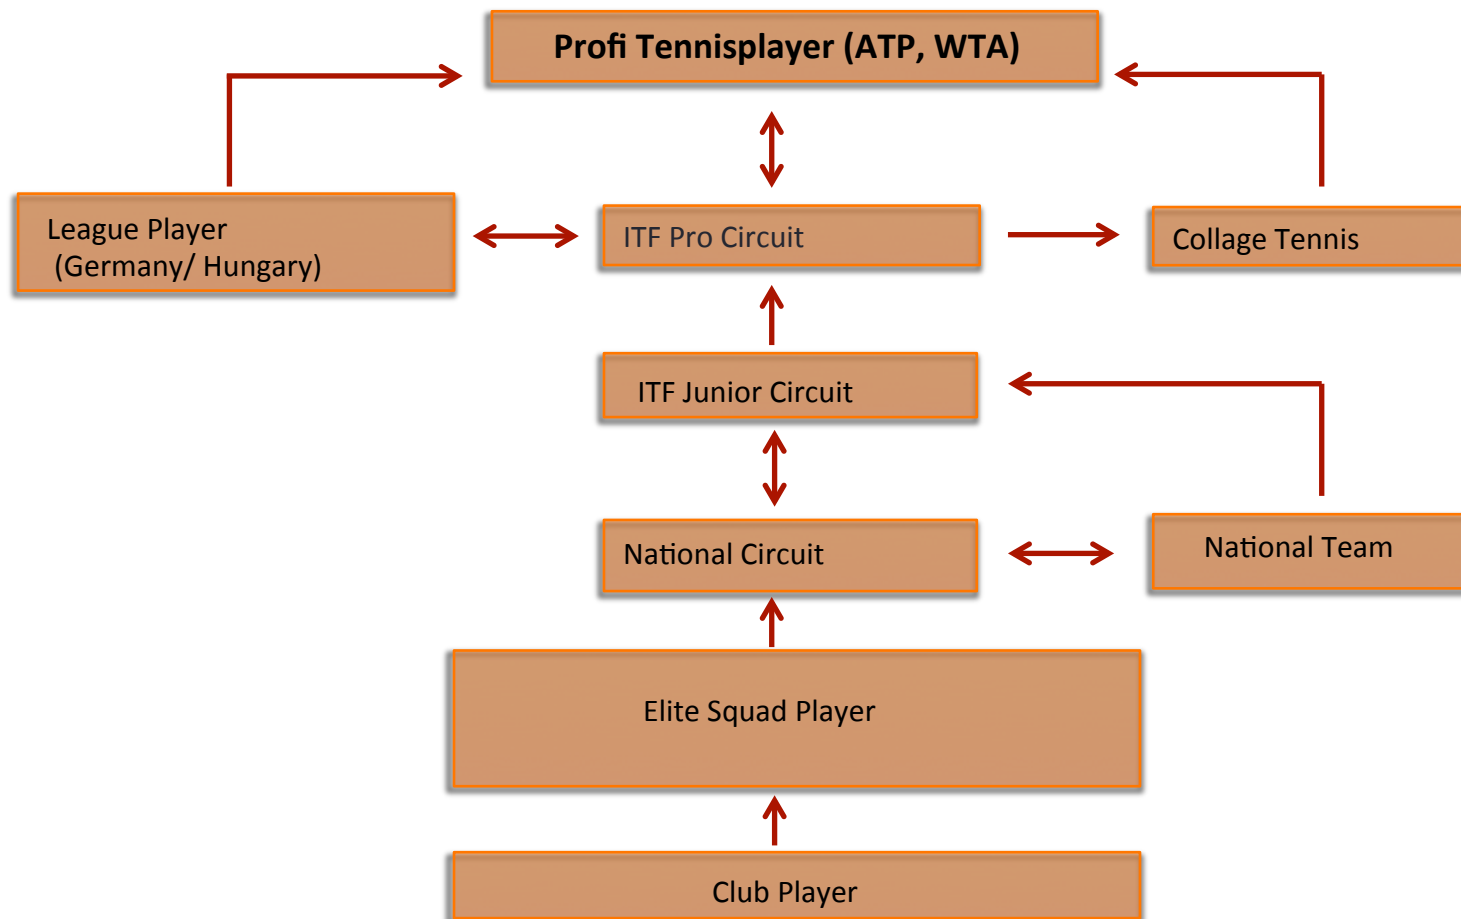 Profi Tennisplayer (ATP, WTA)
League Player
(Germany/ Hungary)
ITF Pro Circuit
Collage Tennis
ITF Junior Circuit
National Circuit
National Team
Elite Squad Player
Club Player